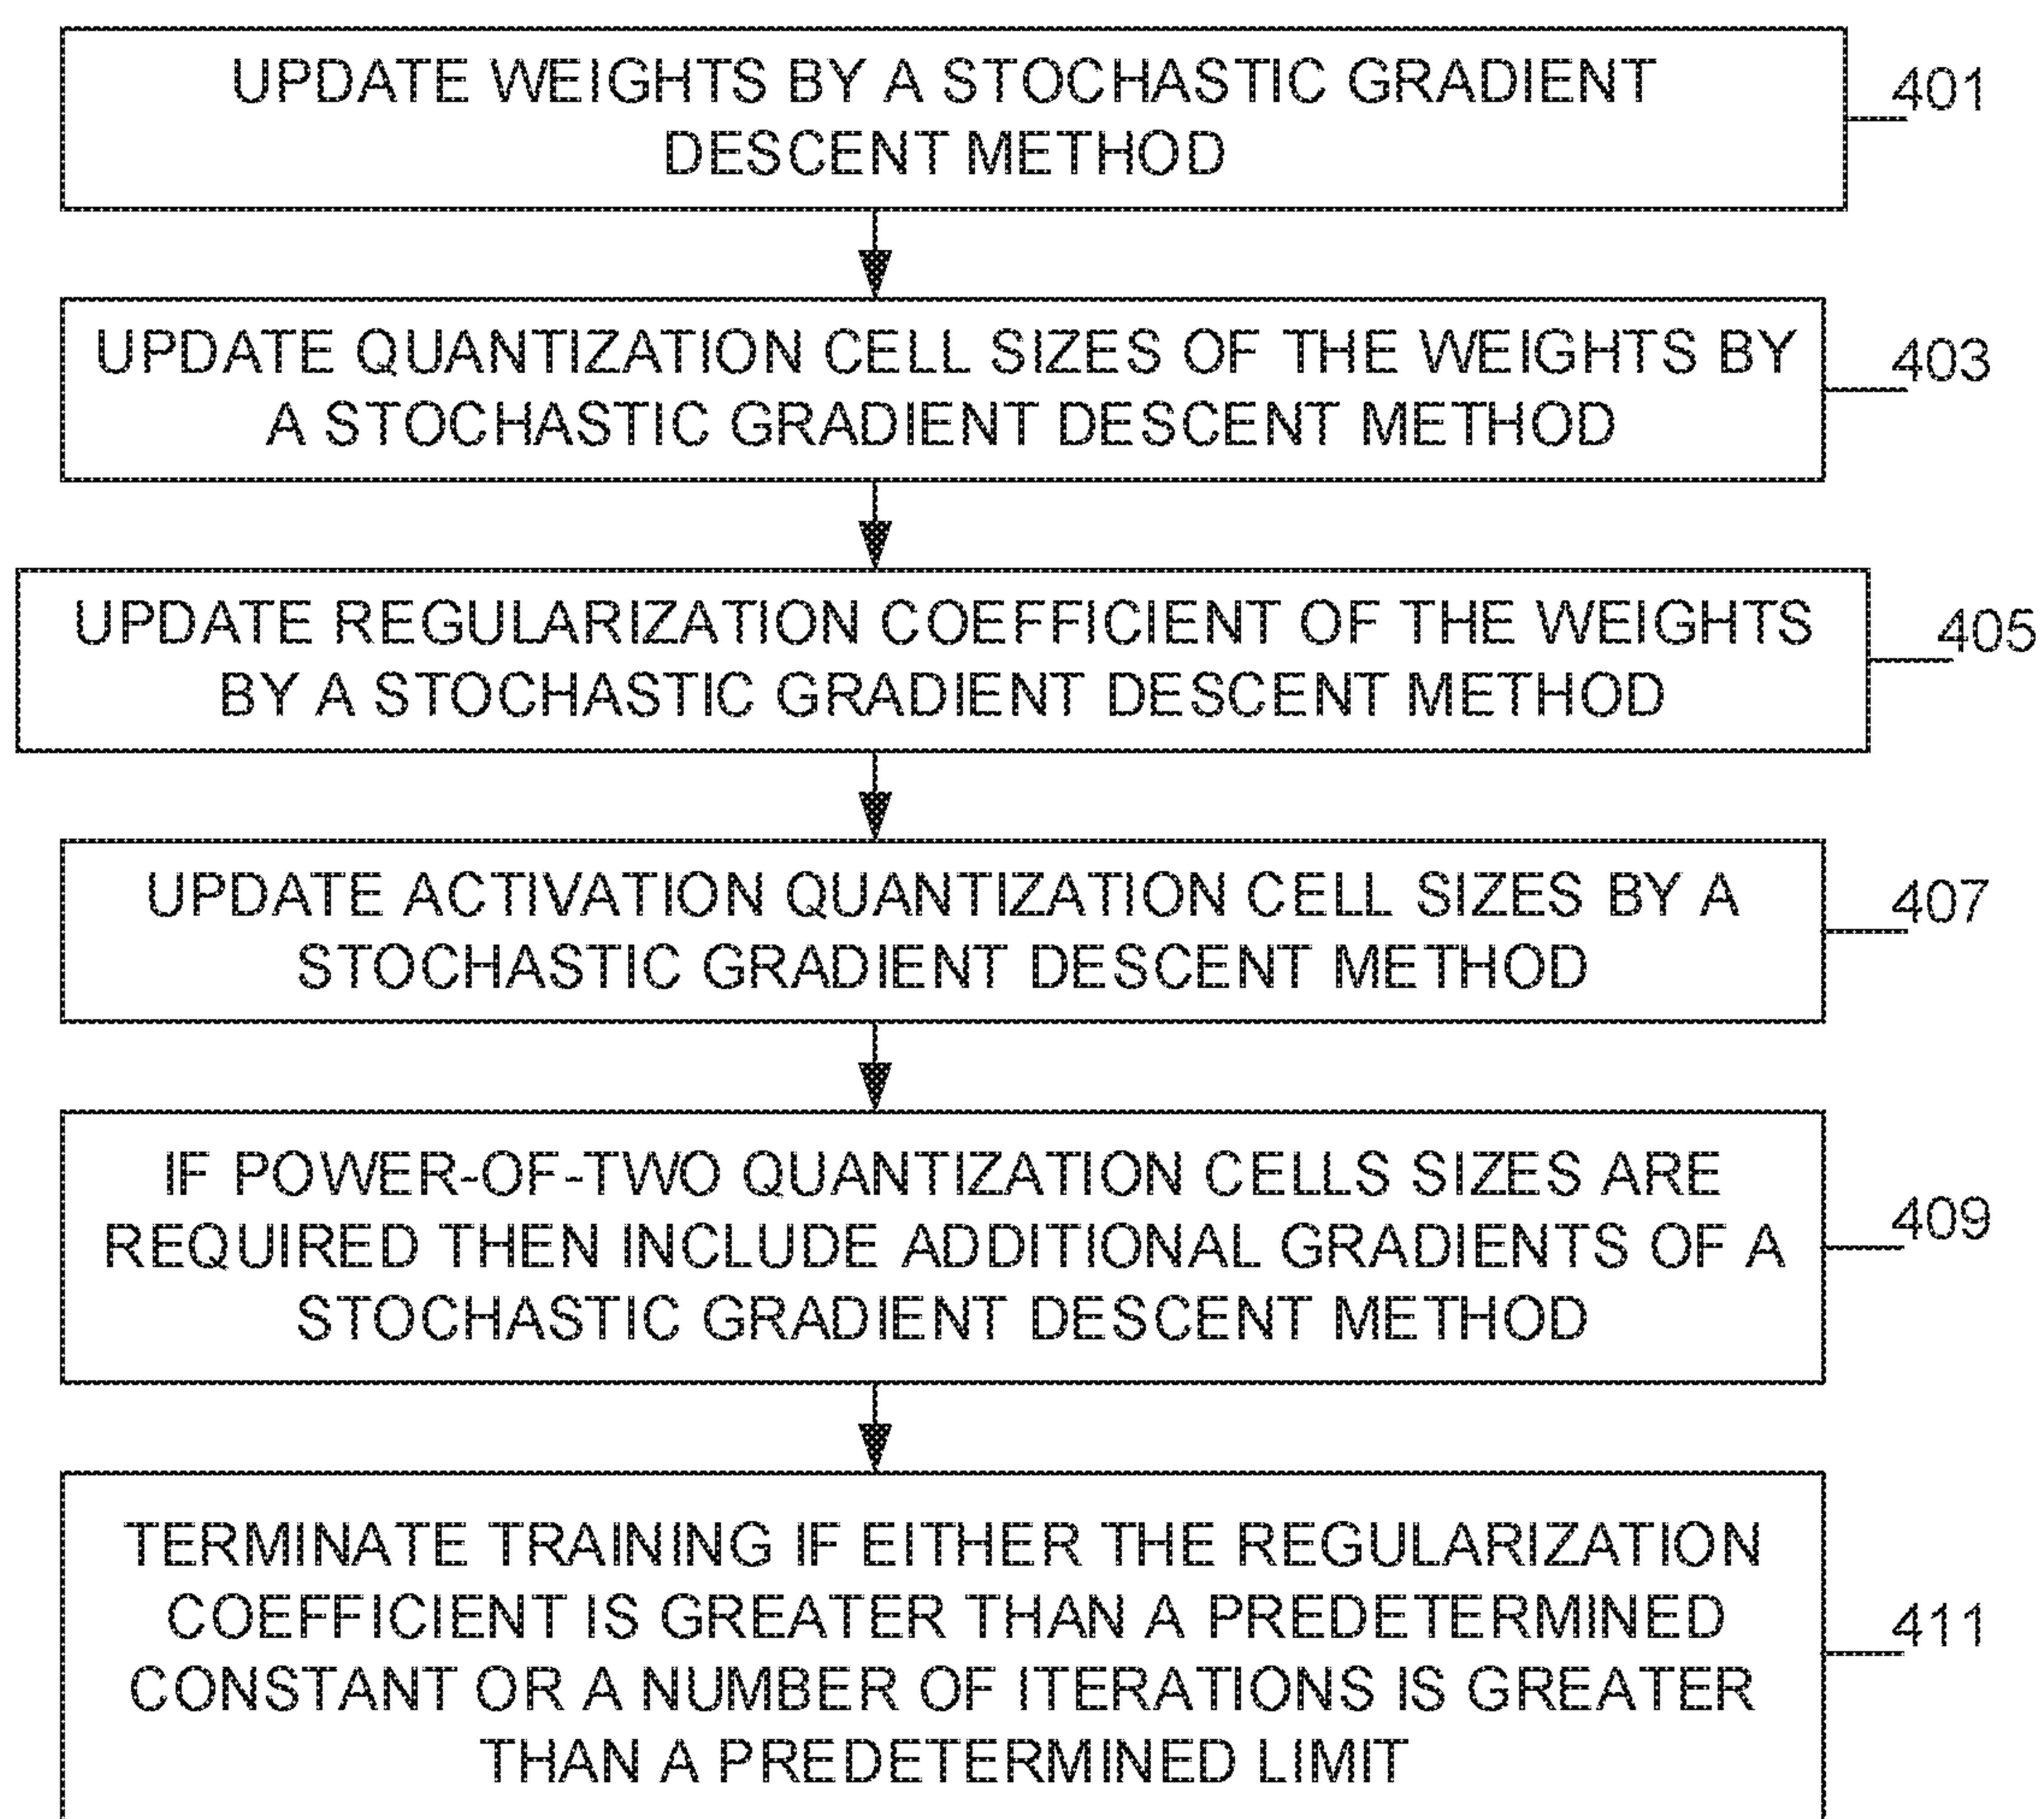 UPDATE WEIGHTS BY A STOCHASTIC GRADIENT
DESCENT METHOD
401
UPDATE QUANTIZATION CELL SIZES OF THE WEIGHTS BY
A STOCHASTIC GRADIENT DESCENT METHOD
403
UPDATE REGULARIZATION COEFFICIENT OF THE WEIGHTS
BY A STOCHASTIC GRADIENT DESCENT METHOD
405
UPDATE ACTIVATION QUANTIZATION CELL SIZES BY A
STOCHASTIC GRADIENT DESCENT METHOD
407
IF POWER-OF-TWO QUANTIZATION CELLS SIZES ARE
REQUIRED THEN INCLUDE ADDITIONAL GRADIENTS OF A
STOCHASTIC GRADIENT DESCENT METHOD
409
TERMINATE TRAINING IF EITHER THE REGULARIZATION
COEFFICIENT IS GREATER THAN A PREDETERMINED
CONSTANT OR A NUMBER OF ITERATIONS IS GREATER
THAN A PREDETERMINED LIMIT
411